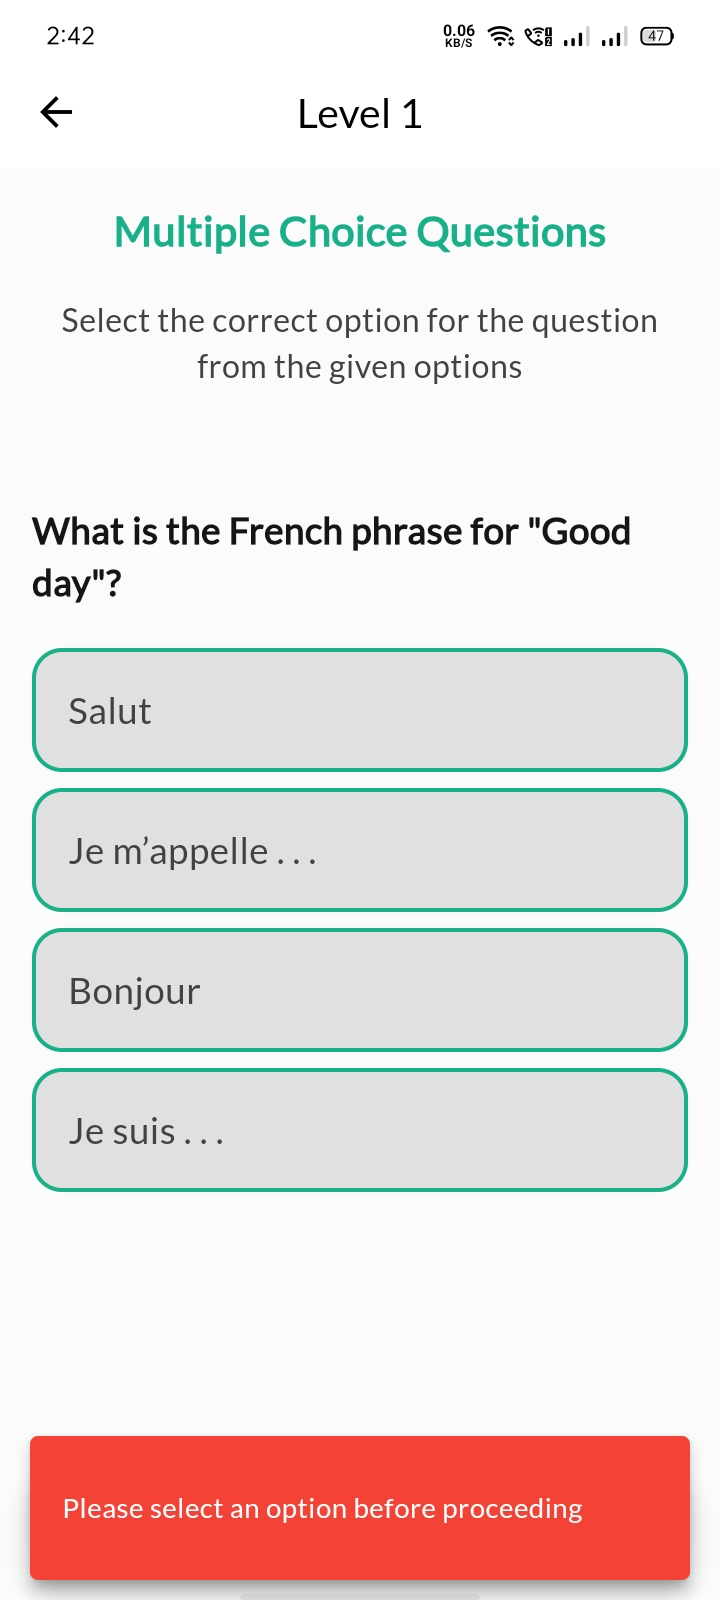 2:42
0.06
KB/S
47
Level 1
Multiple Choice Questions
Select the correct option for the question
from the given options
What is the French phrase for "Good
day"?
Salut
Je m’appelle . . .
Bonjour
Je suis . . .
Please select an option before proceeding